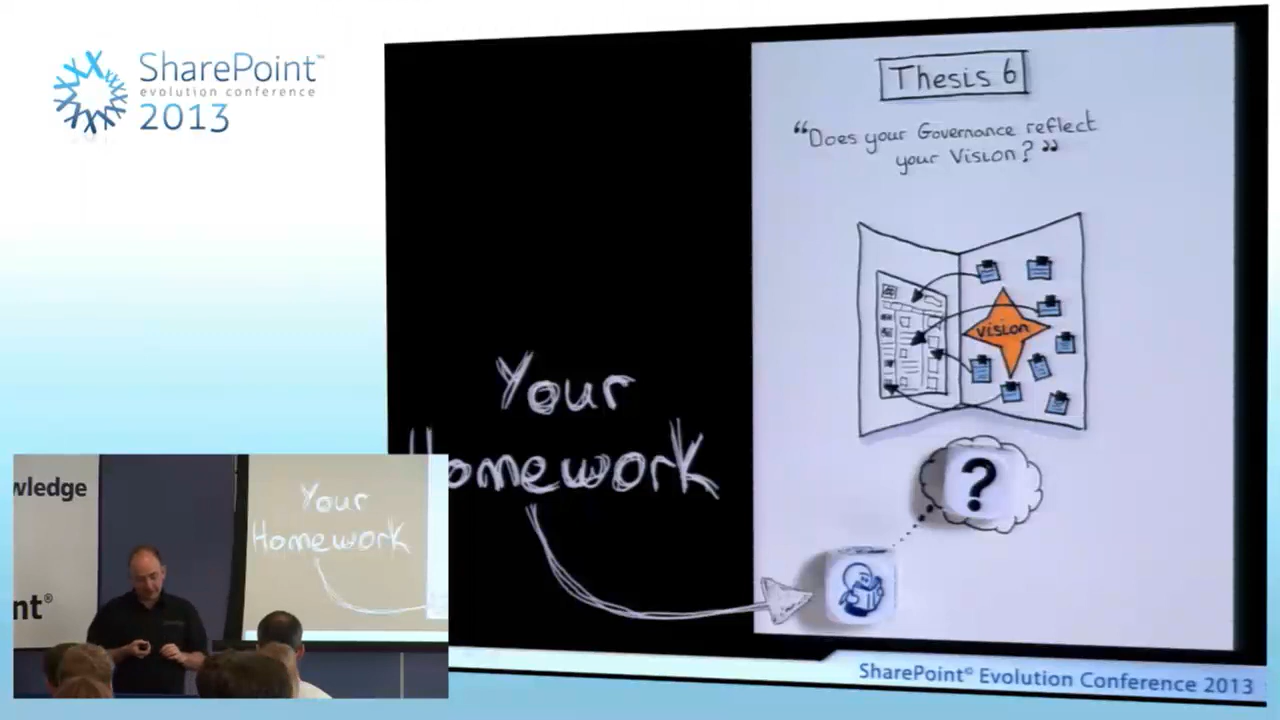 SharePoint™
evolution conference
2013
Thesis 6
“Does your Governance reflect
your Vision?”
vision
?
Your
Homework
wledge
nt®
Your
Homework
SharePoint® Evolution Conference 2013